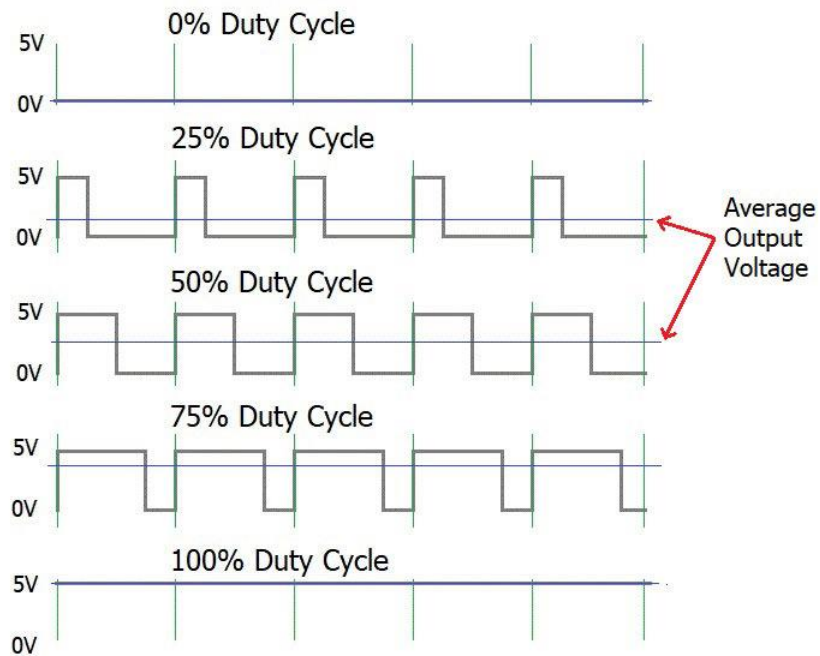 0% Duty Cycle
5V
0V
25% Duty Cycle
5V
0V
Average
Output
Voltage
50% Duty Cycle
5V
0V
75% Duty Cycle
5V
0V
100% Duty Cycle
5V
0V